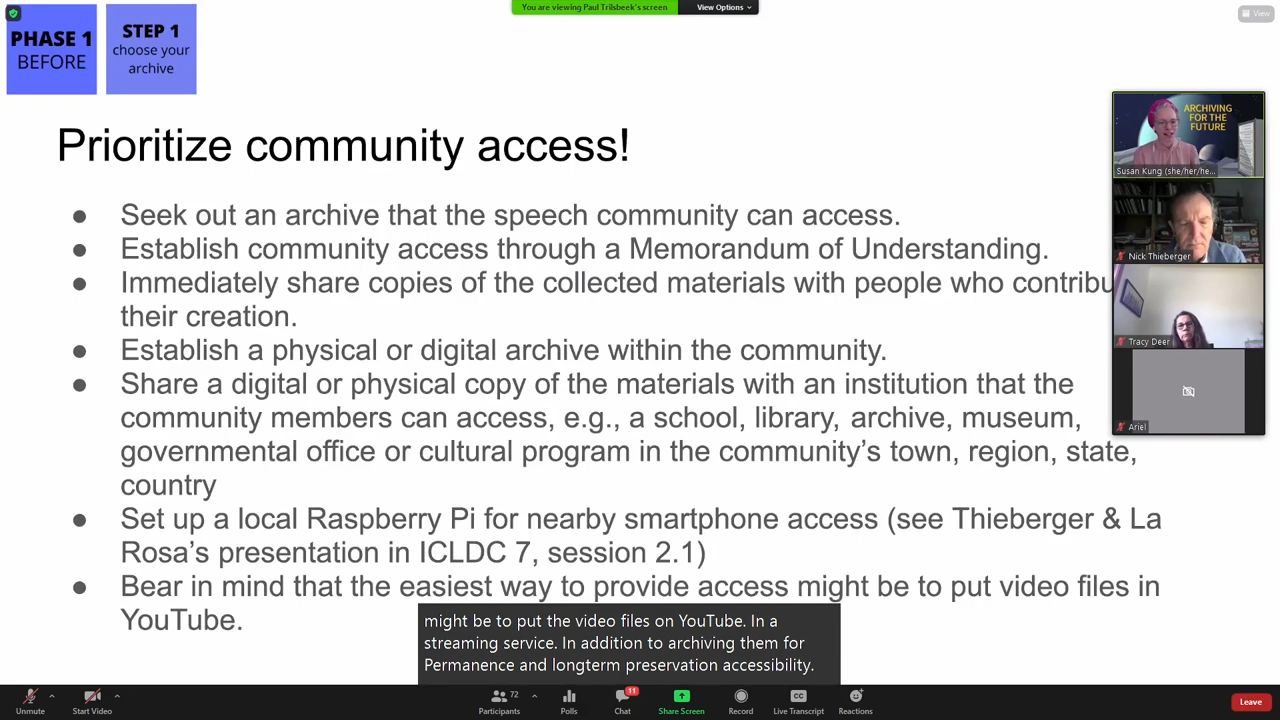 You are viewing Paul Trilsbeek's screen
View Options
View
PHASE 1
BEFORE
STEP 1
choose your
archive
Prioritize community access!
● Seek out an archive that the speech community can access.
● Establish community access through a Memorandum of Understanding.
● Immediately share copies of the collected materials with people who contribu
their creation.
● Establish a physical or digital archive within the community.
● Share a digital or physical copy of the materials with an institution that the
community members can access, e.g., a school, library, archive, museum,
governmental office or cultural program in the community's town, region, state,
country
● Set up a local Raspberry Pi for nearby smartphone access (see Thieberger & La
Rosa's presentation in ICLDC 7, session 2.1)
● Bear in mind that the easiest way to provide access might be to put video files in
YouTube.
ARCHIVING
FOR THE
FUTURE
Susan Kung (she/her/he...
Nick Thieberger
Tracy Deer
Ariel
might be to put the video files on YouTube. In a
streaming service. In addition to archiving them for
Permanence and longterm preservation accessibility.
Unmute
Start Video
72
Participants
Polls
11
Chat
Share Screen
Record
CC
Live Transcript
Reactions
Leave